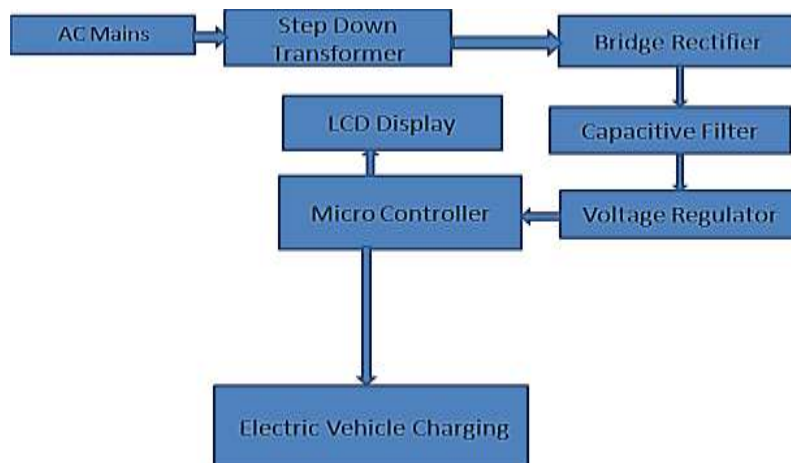 AC Mains
Step Down
Transformer
Bridge Rectifier
LCD Display
Capacitive Filter
Micro Controller
Voltage Regulator
Electric Vehicle Charging